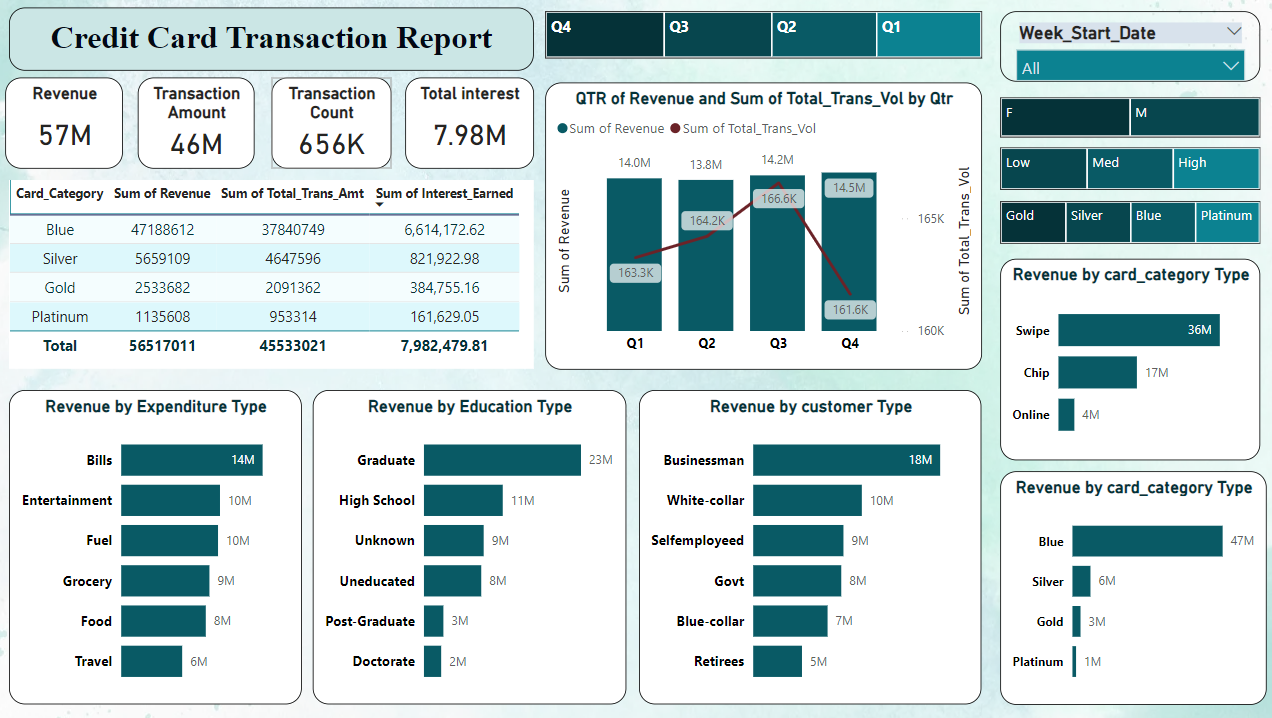 Credit Card Transaction Report
Q4 Q3 Q2 Q1
Week_Start_Date
All
Revenue
57M
Transaction
Amount
46M
Transaction
Count
656K
Total interest
7.98M
F M
Low Med High
Gold Silver Blue Platinum
Card_Category Sum of Revenue Sum of Total_Trans_Amt Sum of Interest_Earned
Blue 47188612 37840749 6,614,172.62
Silver 5659109 4647596 821,922.98
Gold 2533682 2091362 384,755.16
Platinum 1135608 953314 161,629.05
Total 56517011 45533021 7,982,479.81
QTR of Revenue and Sum of Total_Trans_Vol by Qtr
Sum of Revenue Sum of Total_Trans_Vol
14.0M 13.8M 14.2M 14.5M
163.3K 164.2K 166.6K 161.6K
Sum of Revenue
Sum of Total_Trans_Vol
165K
160K
Q1 Q2 Q3 Q4
Revenue by card_category Type
Swipe 36M
Chip 17M
Online 4M
Revenue by Expenditure Type
Bills 14M
Entertainment 10M
Fuel 10M
Grocery 9M
Food 8M
Travel 6M
Revenue by Education Type
Graduate 23M
High School 11M
Unknown 9M
Uneducated 8M
Post-Graduate 3M
Doctorate 2M
Revenue by customer Type
Businessman 18M
White-collar 10M
Selfemployeed 9M
Govt 8M
Blue-collar 7M
Retirees 5M
Revenue by card_category Type
Blue 47M
Silver 6M
Gold 3M
Platinum 1M